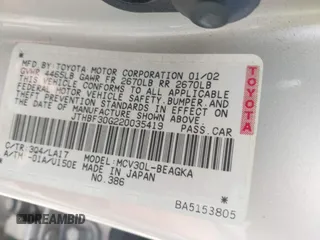 MFD. BY: TOYOTA MOTOR CORPORATION 01/02
GVWR 4465LB GAWR FR 2670LB RR 2670LB
THIS VEHICLE CONFORMS TO ALL APPLICABLE
FEDERAL MOTOR VEHICLE SAFETY, BUMPER, AND
THEFT PREVENTION STANDARDS IN EFFECT ON
THE DATE OF MANUFACTURE SHOWN ABOVE.
JTHBF30G220035419 PASS.CAR
C/TR: 3Q4/LA17 MODEL: MCV30L-BEAGKA
A/TM: -01A/U150E MADE IN JAPAN
NO.386
BA5153805
TOYOTA